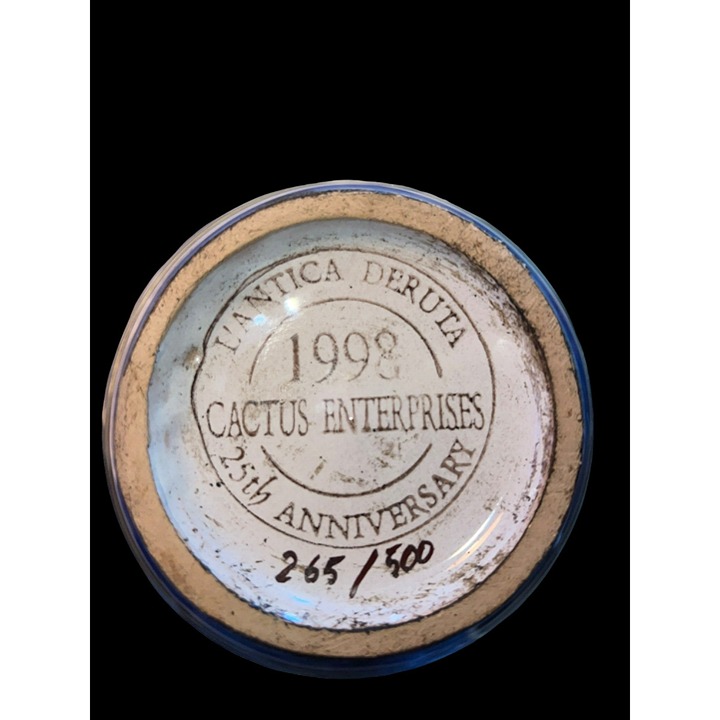 L'ANTICA DERUTA
1998
CACTUS ENTERPRISES
25th ANNIVERSARY
265/500